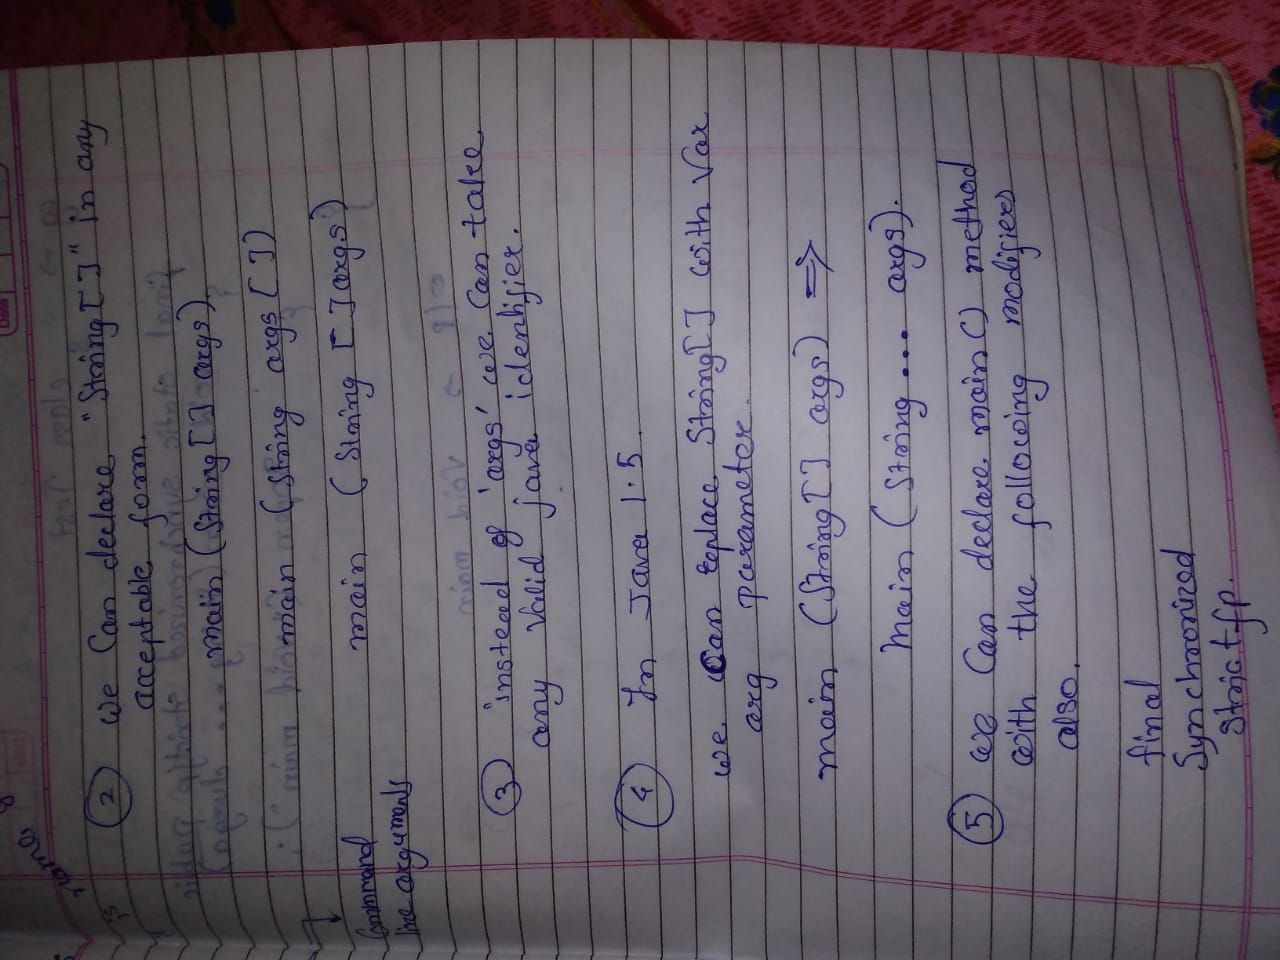 ② we can declare "String[]" in any
acceptable form.
main(String[] args)
main (String args[])
main (String []args)
Command
line arguments
③ instead of 'args' we can take
any valid java identifier.
④ In Java 1.5
we can replace String[] with Var
arg parameter.
main (String[] args) ⇒
main (String... args).
⑤ we can declare main() method
with the following modifiers
also.
final
Synchronized
Strictfp.